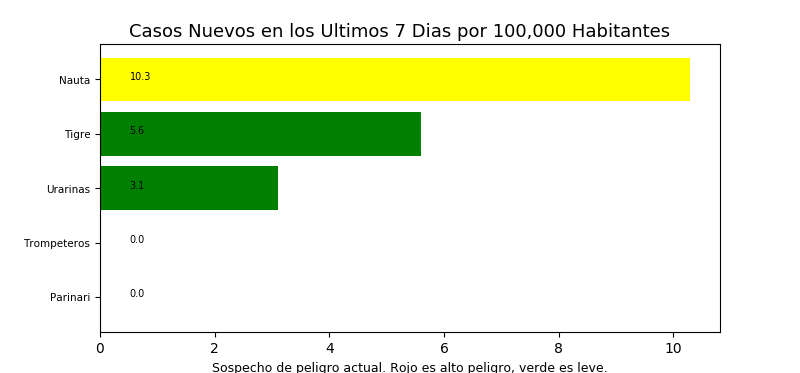 Casos Nuevos en los Ultimos 7 Dias por 100,000 Habitantes
Nauta 10.3
Tigre 5.6
Urarinas 3.1
Trompeteros 0.0
Parinari 0.0
0 2 4 6 8 10
Sospecho de peligro actual. Rojo es alto peligro, verde es leve.